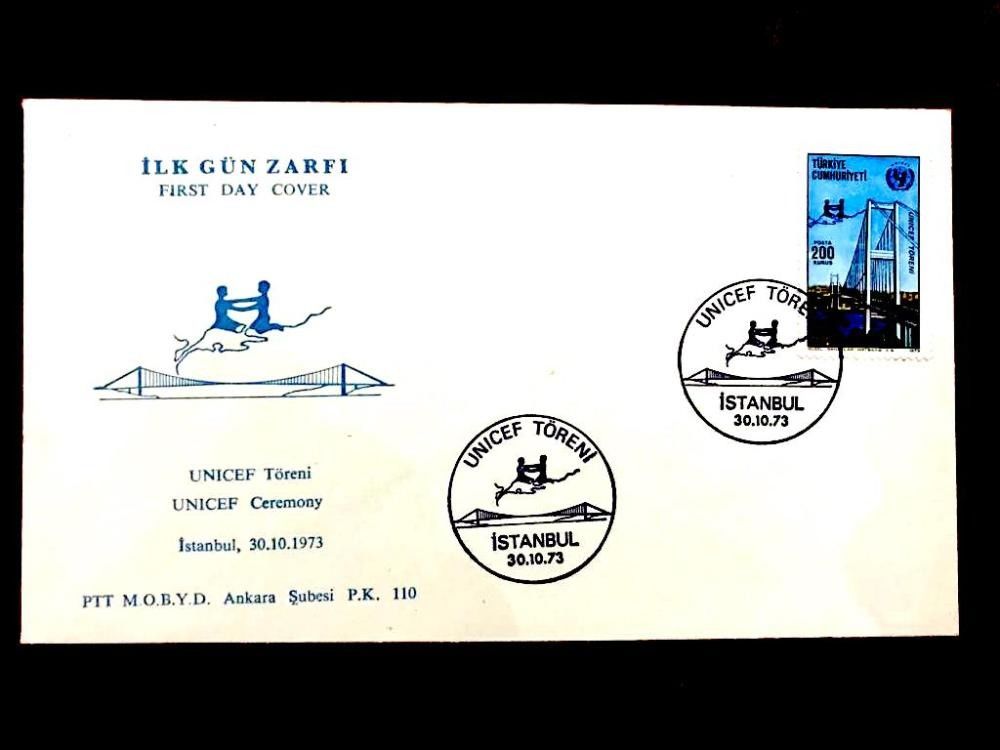 İLK GÜN ZARFI
FIRST DAY COVER
TÜRKİYE
CUMHURİYETİ
UNICEF TÖRENİ
POSTA
200
KURUŞ
UNICEF TÖRE
İSTANBUL
30.10.73
UNICEF TÖRENİ
İSTANBUL
30.10.73
UNICEF Töreni
UNICEF Ceremony
İstanbul, 30.10.1973
PTT M.O.B.Y.D. Ankara Şubesi P.K. 110